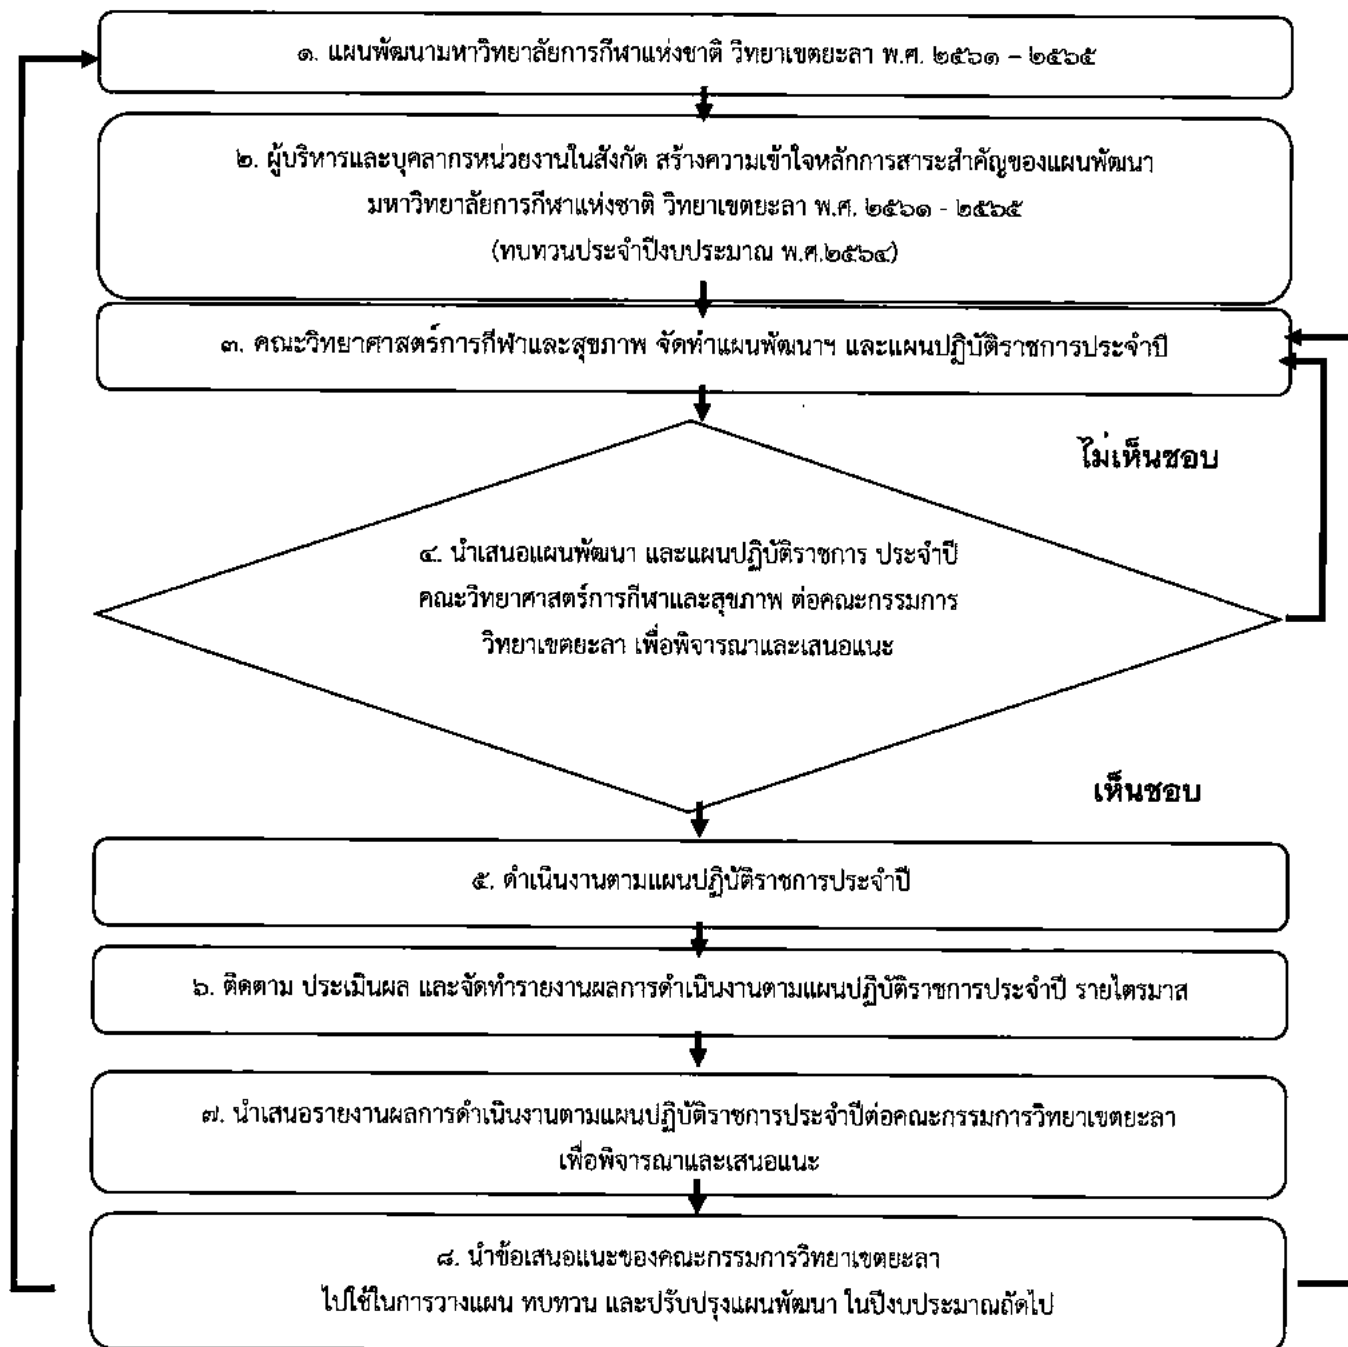 ๑. แผนพัฒนามหาวิทยาลัยการกีฬาแห่งชาติ วิทยาเขตยะลา พ.ศ. ๒๕๖๑ – ๒๕๖๕
๒. ผู้บริหารและบุคลากรหน่วยงานในสังกัด สร้างความเข้าใจหลักการสาระสำคัญของแผนพัฒนา
มหาวิทยาลัยการกีฬาแห่งชาติ วิทยาเขตยะลา พ.ศ. ๒๕๖๑ - ๒๕๖๕
(ทบทวนประจำปีงบประมาณ พ.ศ.๒๕๖๔)
๓. คณะวิทยาศาสตร์การกีฬาและสุขภาพ จัดทำแผนพัฒนาฯ และแผนปฏิบัติราชการประจำปี
ไม่เห็นชอบ
๔. นำเสนอแผนพัฒนา และแผนปฏิบัติราชการ ประจำปี
คณะวิทยาศาสตร์การกีฬาและสุขภาพ ต่อคณะกรรมการ
วิทยาเขตยะลา เพื่อพิจารณาและเสนอแนะ
เห็นชอบ
๕. ดำเนินงานตามแผนปฏิบัติราชการประจำปี
๖. ติดตาม ประเมินผล และจัดทำรายงานผลการดำเนินงานตามแผนปฏิบัติราชการประจำปี รายไตรมาส
๗. นำเสนอรายงานผลการดำเนินงานตามแผนปฏิบัติราชการประจำปีต่อคณะกรรมการวิทยาเขตยะลา
เพื่อพิจารณาและเสนอแนะ
๘. นำข้อเสนอแนะของคณะกรรมการวิทยาเขตยะลา
ไปใช้ในการวางแผน ทบทวน และปรับปรุงแผนพัฒนา ในปีงบประมาณถัดไป